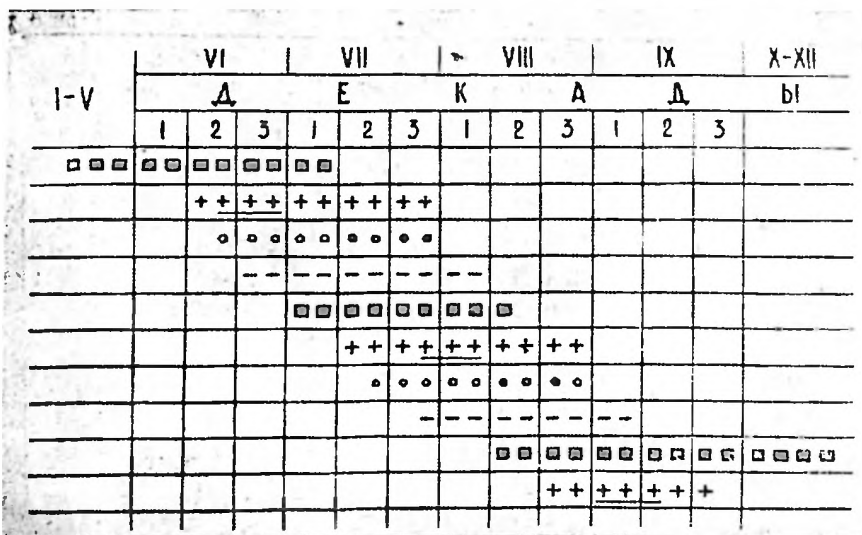 VI VII VIII IX X-XII
I-V Д Е К А Д Ы
1 2 3 1 2 3 1 2 3 1 2 3
+ + + + + + + + + +
- - - - - - - - - -
+ + + + + + + + + +
- - - - - - - - -
+ + + + + + +